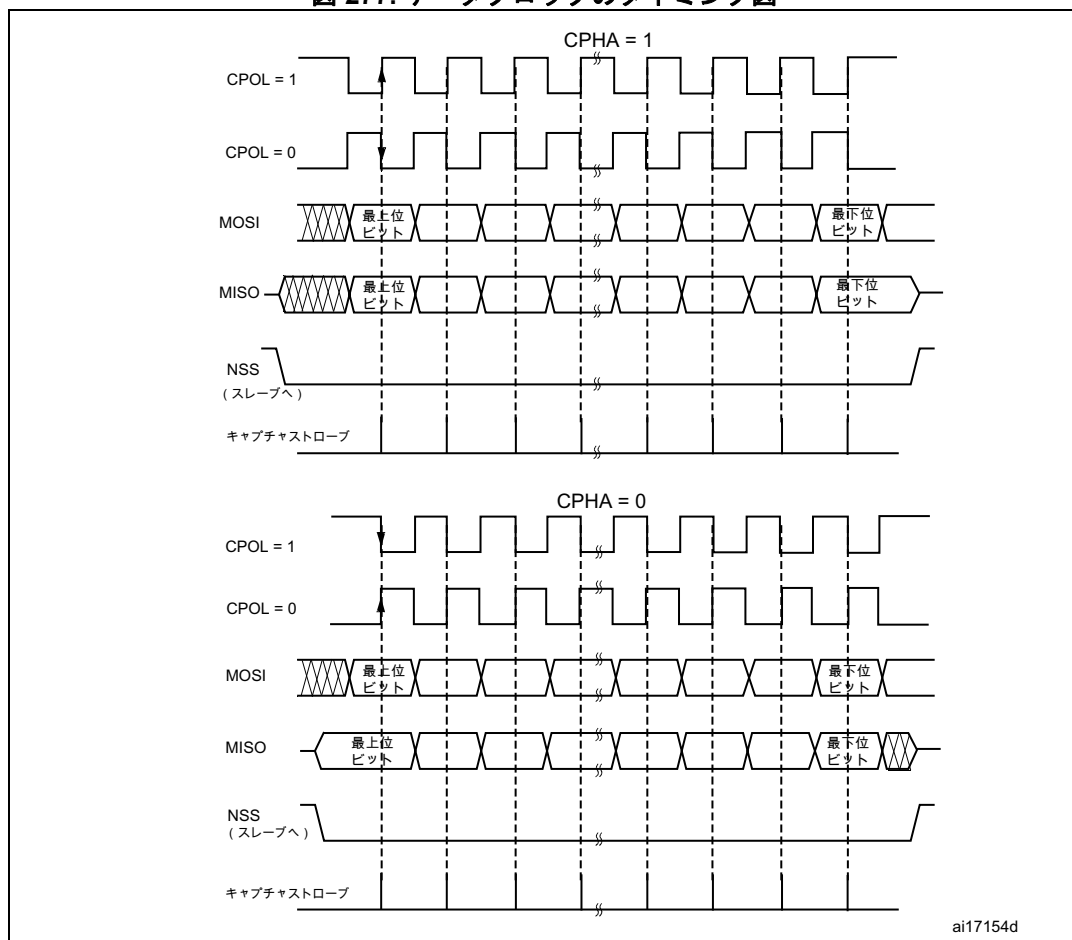 CPHA = 1
CPOL = 1
CPOL = 0
MOSI
最上位
ビット
最下位
ビット
MISO
最上位
ビット
最下位
ビット
NSS
(スレーブへ)
キャプチャストローブ
CPHA = 0
CPOL = 1
CPOL = 0
MOSI
最上位
ビット
最下位
ビット
MISO
最上位
ビット
最下位
ビット
NSS
(スレーブへ)
キャプチャストローブ
ai17154d